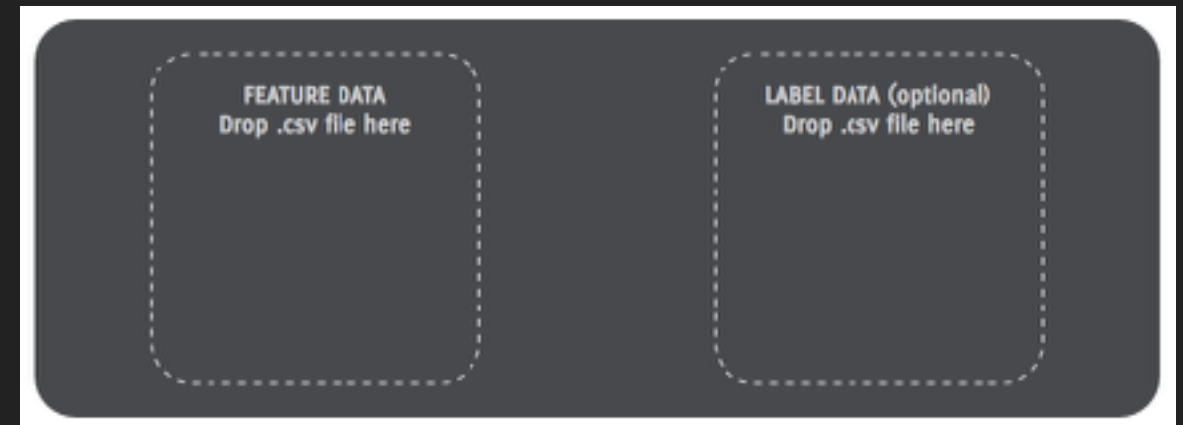 FEATURE DATA
Drop .csv file here
LABEL DATA (optional)
Drop .csv file here